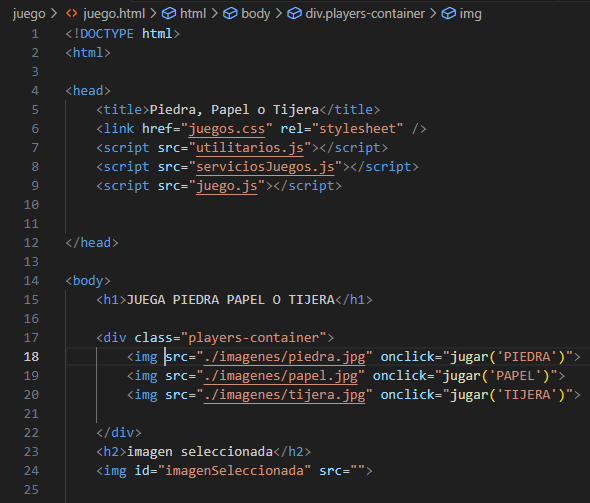 juego > juego.html > html > body > div.players-container > img
1 <!DOCTYPE html>
2 <html>
3
4 <head>
5     <title>Piedra, Papel o Tijera</title>
6     <link href="juegos.css" rel="stylesheet" />
7     <script src="utilitarios.js"></script>
8     <script src="serviciosJuegos.js"></script>
9     <script src="juego.js"></script>
10
11
12 </head>
13
14 <body>
15     <h1>JUEGA PIEDRA PAPEL O TIJERA</h1>
16
17     <div class="players-container">
18         <img src="./imagenes/piedra.jpg" onclick="jugar('PIEDRA')">
19         <img src="./imagenes/papel.jpg" onclick="jugar('PAPEL')">
20         <img src="./imagenes/tijera.jpg" onclick="jugar('TIJERA')">
21
22     </div>
23     <h2>imagen seleccionada</h2>
24     <img id="imagenSeleccionada" src="">
25